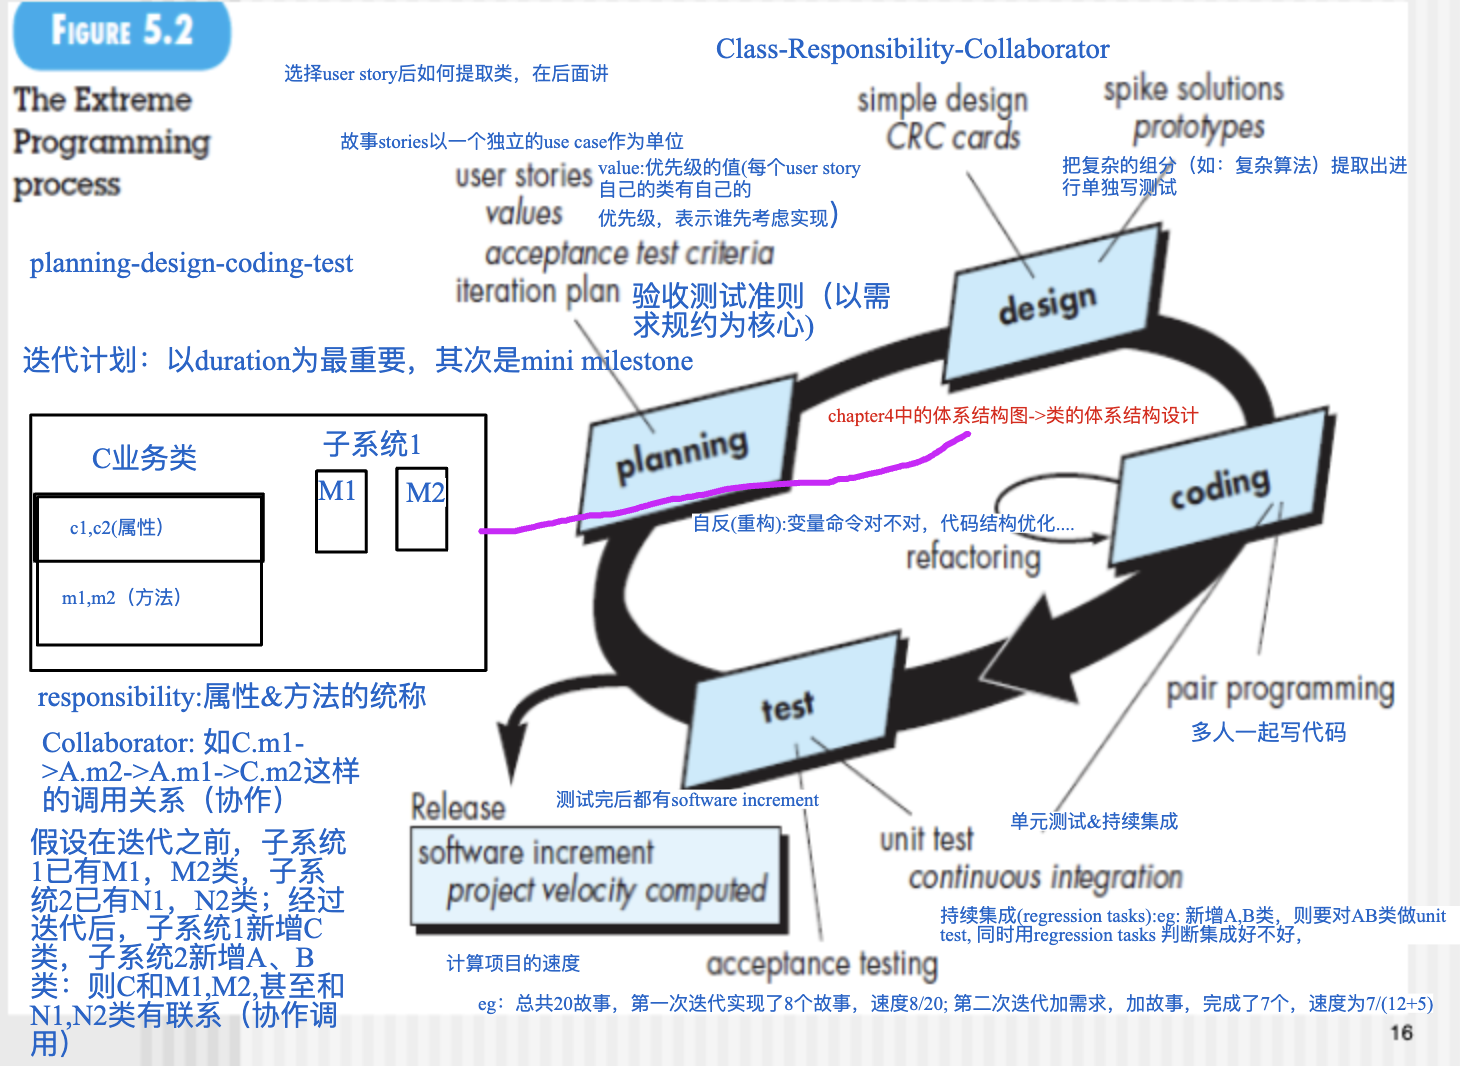 FIGURE 5.2
The Extreme
Programming
process
选择user story后如何提取类，在后面讲
Class-Responsibility-Collaborator
simple design
CRC cards
spike solutions
prototypes
把复杂的组分（如：复杂算法）提取出进
行单独写测试
故事stories以一个独立的use case作为单位
user stories
values
acceptance test criteria
iteration plan
value:优先级的值(每个user story
自己的类有自己的
优先级，表示谁先考虑实现)
验收测试准则（以需
求规约为核心)
planning-design-coding-test
迭代计划：以duration为最重要，其次是mini milestone
design
planning
chapter4中的体系结构图->类的体系结构设计
coding
自反(重构):变量命令对不对，代码结构优化....
refactoring
C业务类
c1,c2(属性）
m1,m2（方法）
子系统1
M1
M2
responsibility:属性&方法的统称
Collaborator: 如C.m1-
>A.m2->A.m1->C.m2这样
的调用关系（协作）
假设在迭代之前，子系统
1已有M1，M2类，子系
统2已有N1，N2类；经过
迭代后，子系统1新增C
类，子系统2新增A、B
类：则C和M1,M2,甚至和
N1,N2类有联系（协作调
用）
test
pair programming
多人一起写代码
Release
测试完后都有software increment
software increment
project velocity computed
计算项目的速度
unit test
continuous integration
单元测试&持续集成
持续集成(regression tasks):eg: 新增A,B类，则要对AB类做unit
test, 同时用regression tasks 判断集成好不好，
acceptance testing
eg：总共20故事，第一次迭代实现了8个故事，速度8/20; 第二次迭代加需求，加故事，完成了7个，速度为7/(12+5)
16